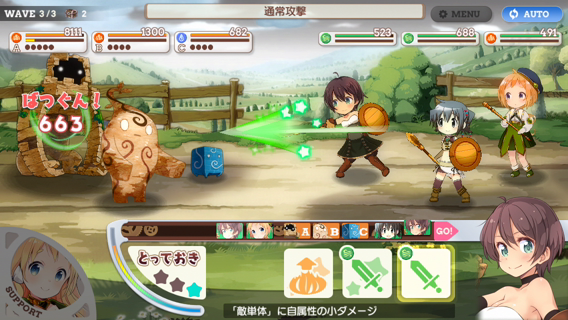 WAVE 3/3 2
通常攻撃
MENU
AUTO
8111
A
1300
B
682
C
523
688
491
ばつぐん!
663
A B C GO!
とっておき
SUPPORT
「敵単体」に自属性の小ダメージ